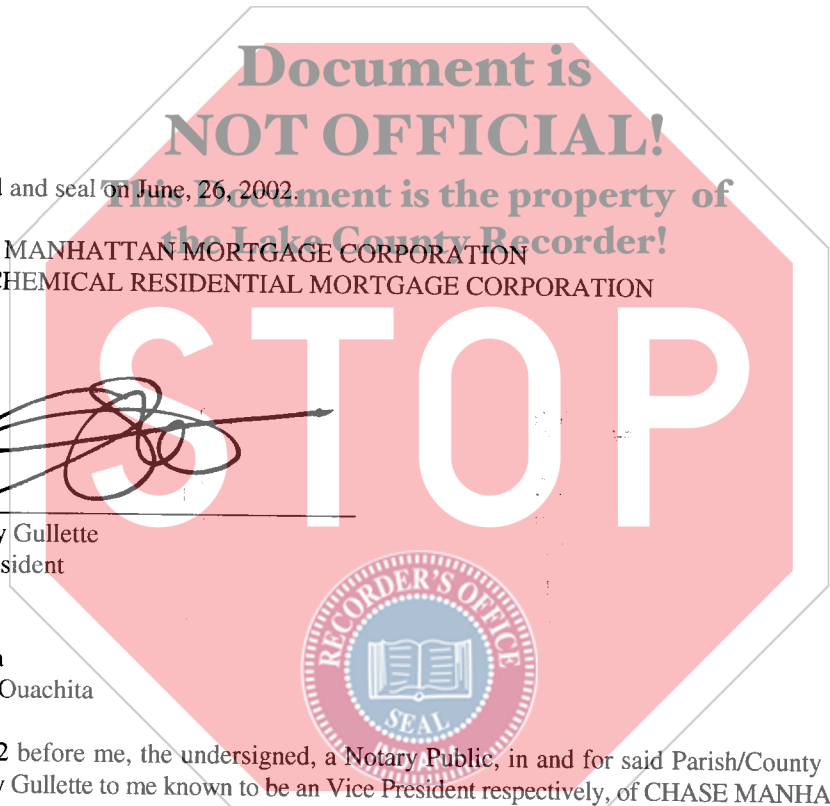 Document is
NOT OFFICIAL!
and seal on June, 26, 2002.
This Document is the property of
the Lake County Recorder!
MANHATTAN MORTGAGE CORPORATION
CHEMICAL RESIDENTIAL MORTGAGE CORPORATION
STOP
Gullette
sident
RECORDER'S OFFICE
Ouachita
SEAL
2 before me, the undersigned, a Notary Public, in and for said Parish/County
Gullette to me known to be an Vice President respectively, of CHASE MANHA